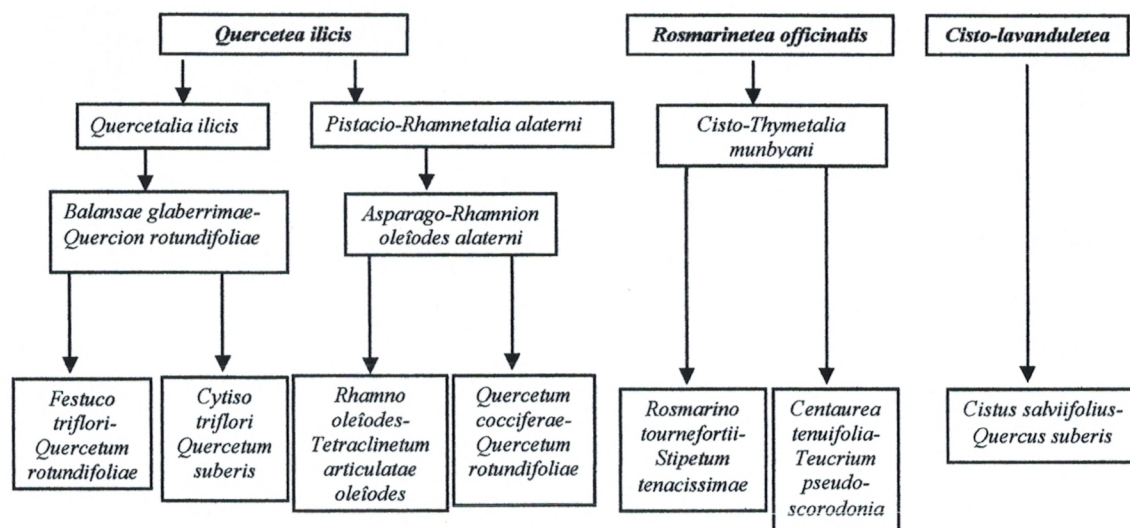 Quercetea ilicis
Rosmarinetea officinalis
Cisto-lavanduletea
Quercetalia ilicis
Pistacio-Rhamnetalia alaterni
Cisto-Thymetalia
munbyani
Balansae glaberrimae-
Quercion rotundifoliae
Asparago-Rhamnion
oleîodes alaterni
Festuco
triflori-
Quercetum
rotundifoliae
Cytiso
triflori
Quercetum
suberis
Rhamno
oleîodes-
Tetraclinetum
articulatae
oleîodes
Quercetum
cocciferae-
Quercetum
rotundifoliae
Rosmarino
tournefortii-
Stipetum
tenacissimae
Centaurea
tenuifolia-
Teucrium
pseudo-
scorodonia
Cistus salviifolius-
Quercus suberis